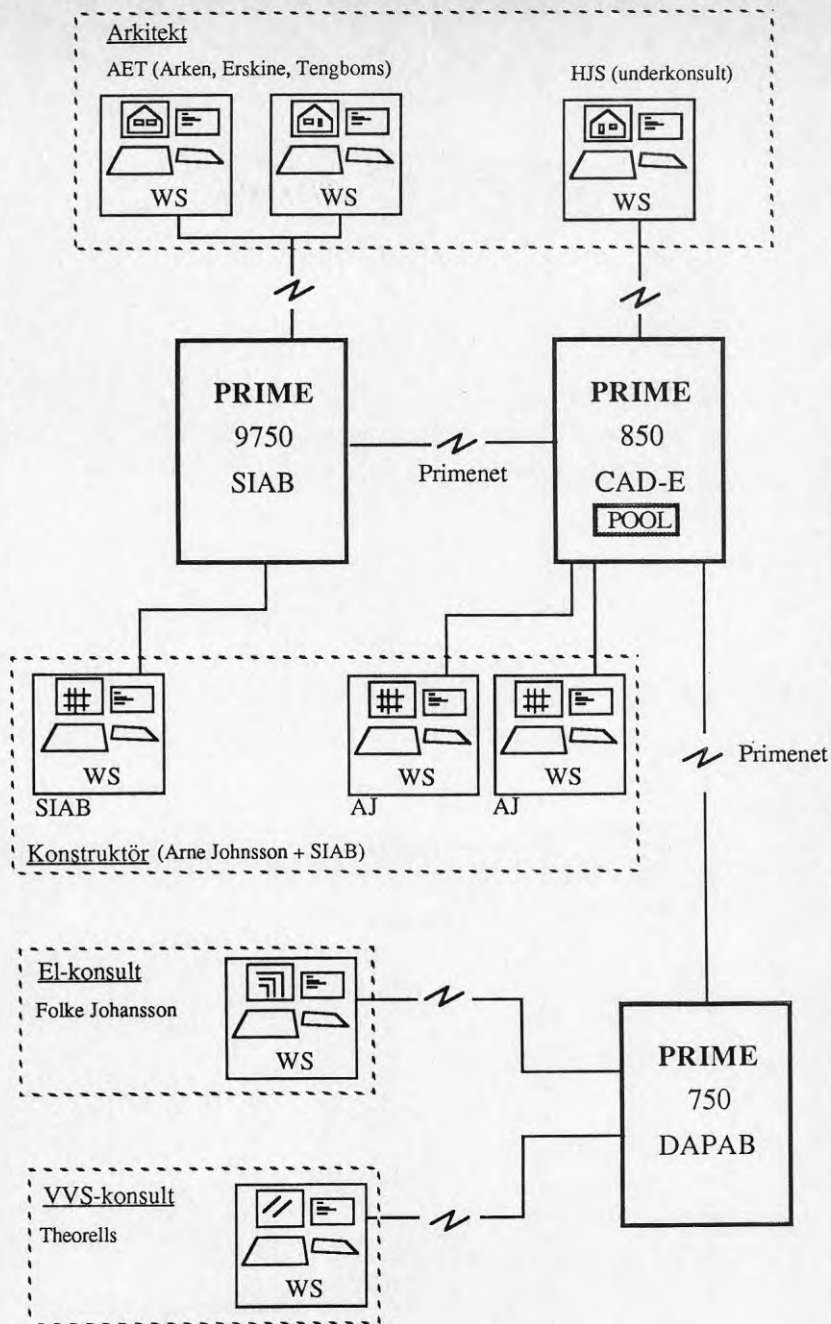 Arkitekt
AET (Arken, Erskine, Tengboms)
HJS (underkonsult)
WS
WS
WS
PRIME
9750
SIAB
Primenet
PRIME
850
CAD-E
POOL
WS
SIAB
WS
AJ
WS
AJ
Primenet
Konstruktör (Arne Johnsson + SIAB)
El-konsult
Folke Johansson
WS
PRIME
750
DAPAB
VVS-konsult
Theorells
WS